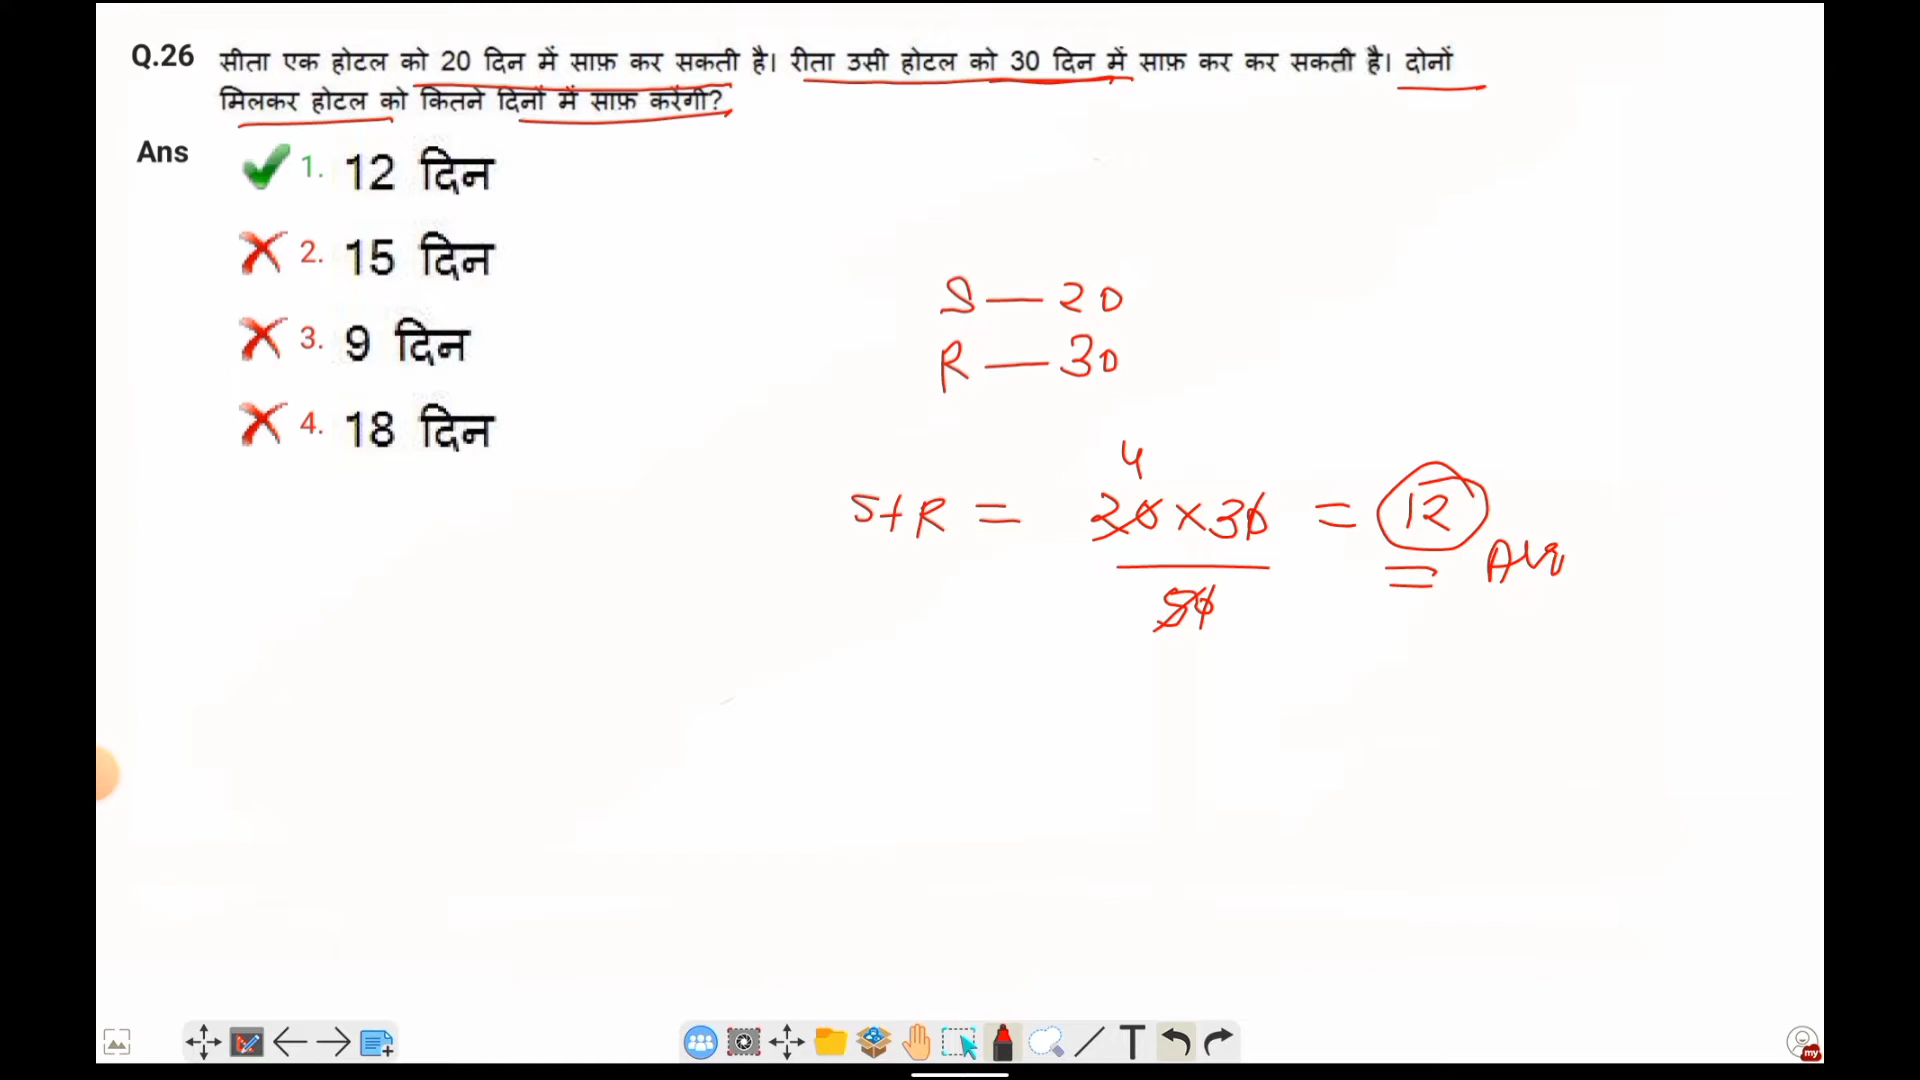 Q.26 सीता एक होटल को 20 दिन में साफ़ कर सकती है। रीता उसी होटल को 30 दिन में साफ़ कर कर सकती है। दोनों
मिलकर होटल को कितने दिनों में साफ़ करेंगी?
Ans
1. 12 दिन
2. 15 दिन
3. 9 दिन
4. 18 दिन
S — 20
R — 30
4
S+R = 20 × 30 = 12
50
T
my